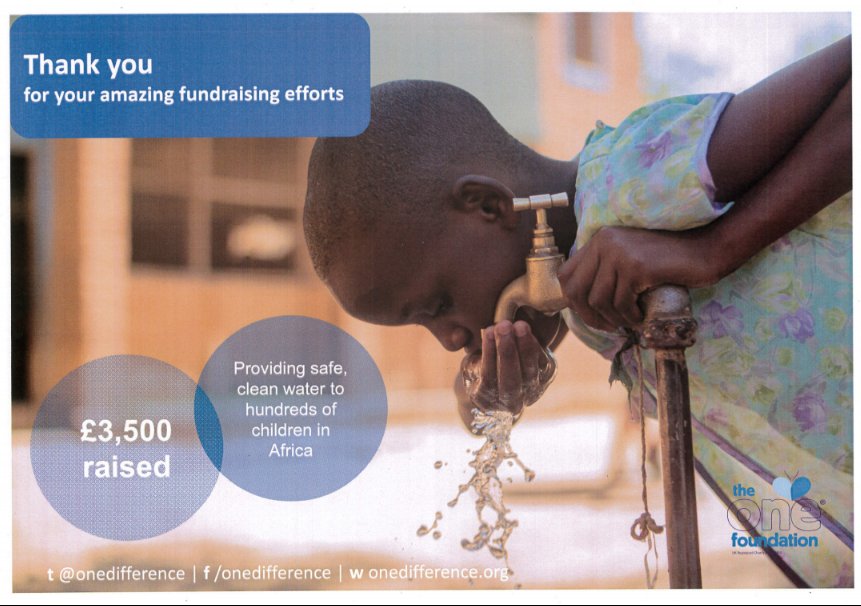 Thank you
for your amazing fundraising efforts
Providing safe,
clean water to
hundreds of
children in
Africa
£3,500
raised
the
one®
foundation
t @onedifference | f /onedifference | w onedifference.org